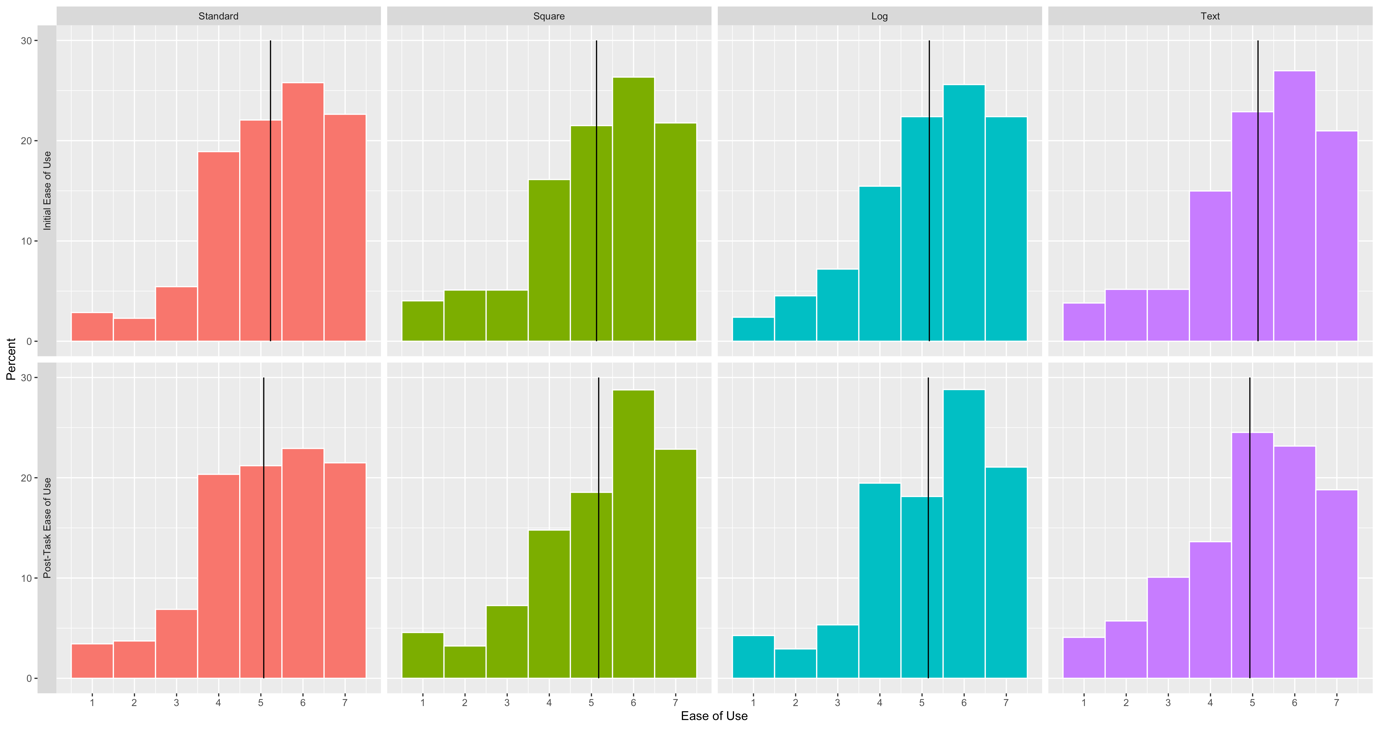 Standard Square Log Text
30
20
10
0
Initial Ease of Use
Percent
30
20
10
0
Post-Task Ease of Use
1 2 3 4 5 6 7 1 2 3 4 5 6 7 1 2 3 4 5 6 7 1 2 3 4 5 6 7
Ease of Use